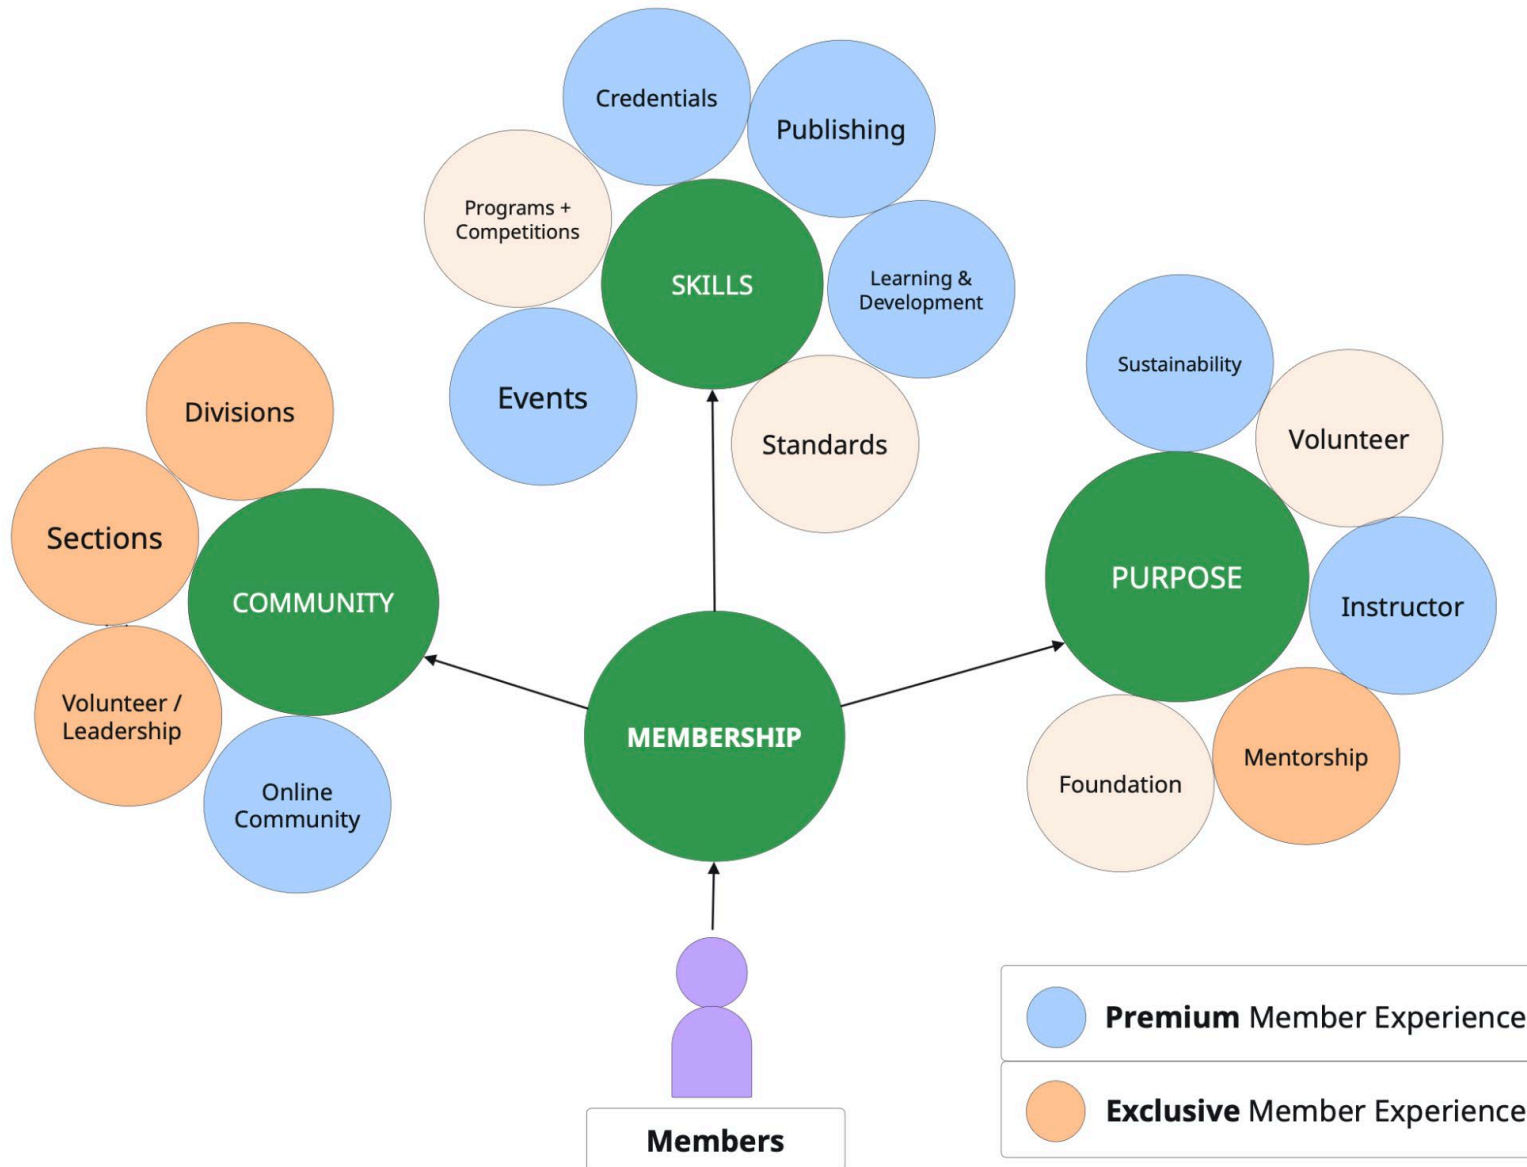 Credentials
Publishing
Programs +
Competitions
SKILLS
Learning &
Development
Events
Standards
Divisions
Sections
COMMUNITY
Volunteer /
Leadership
Online
Community
Sustainability
Volunteer
PURPOSE
Instructor
Mentorship
Foundation
MEMBERSHIP
Members
Premium Member Experience
Exclusive Member Experience